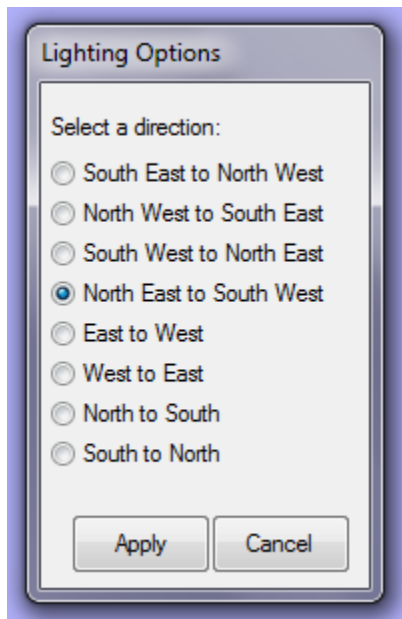 Lighting Options
Select a direction:
South East to North West
North West to South East
South West to North East
North East to South West
East to West
West to East
North to South
South to North
Apply Cancel